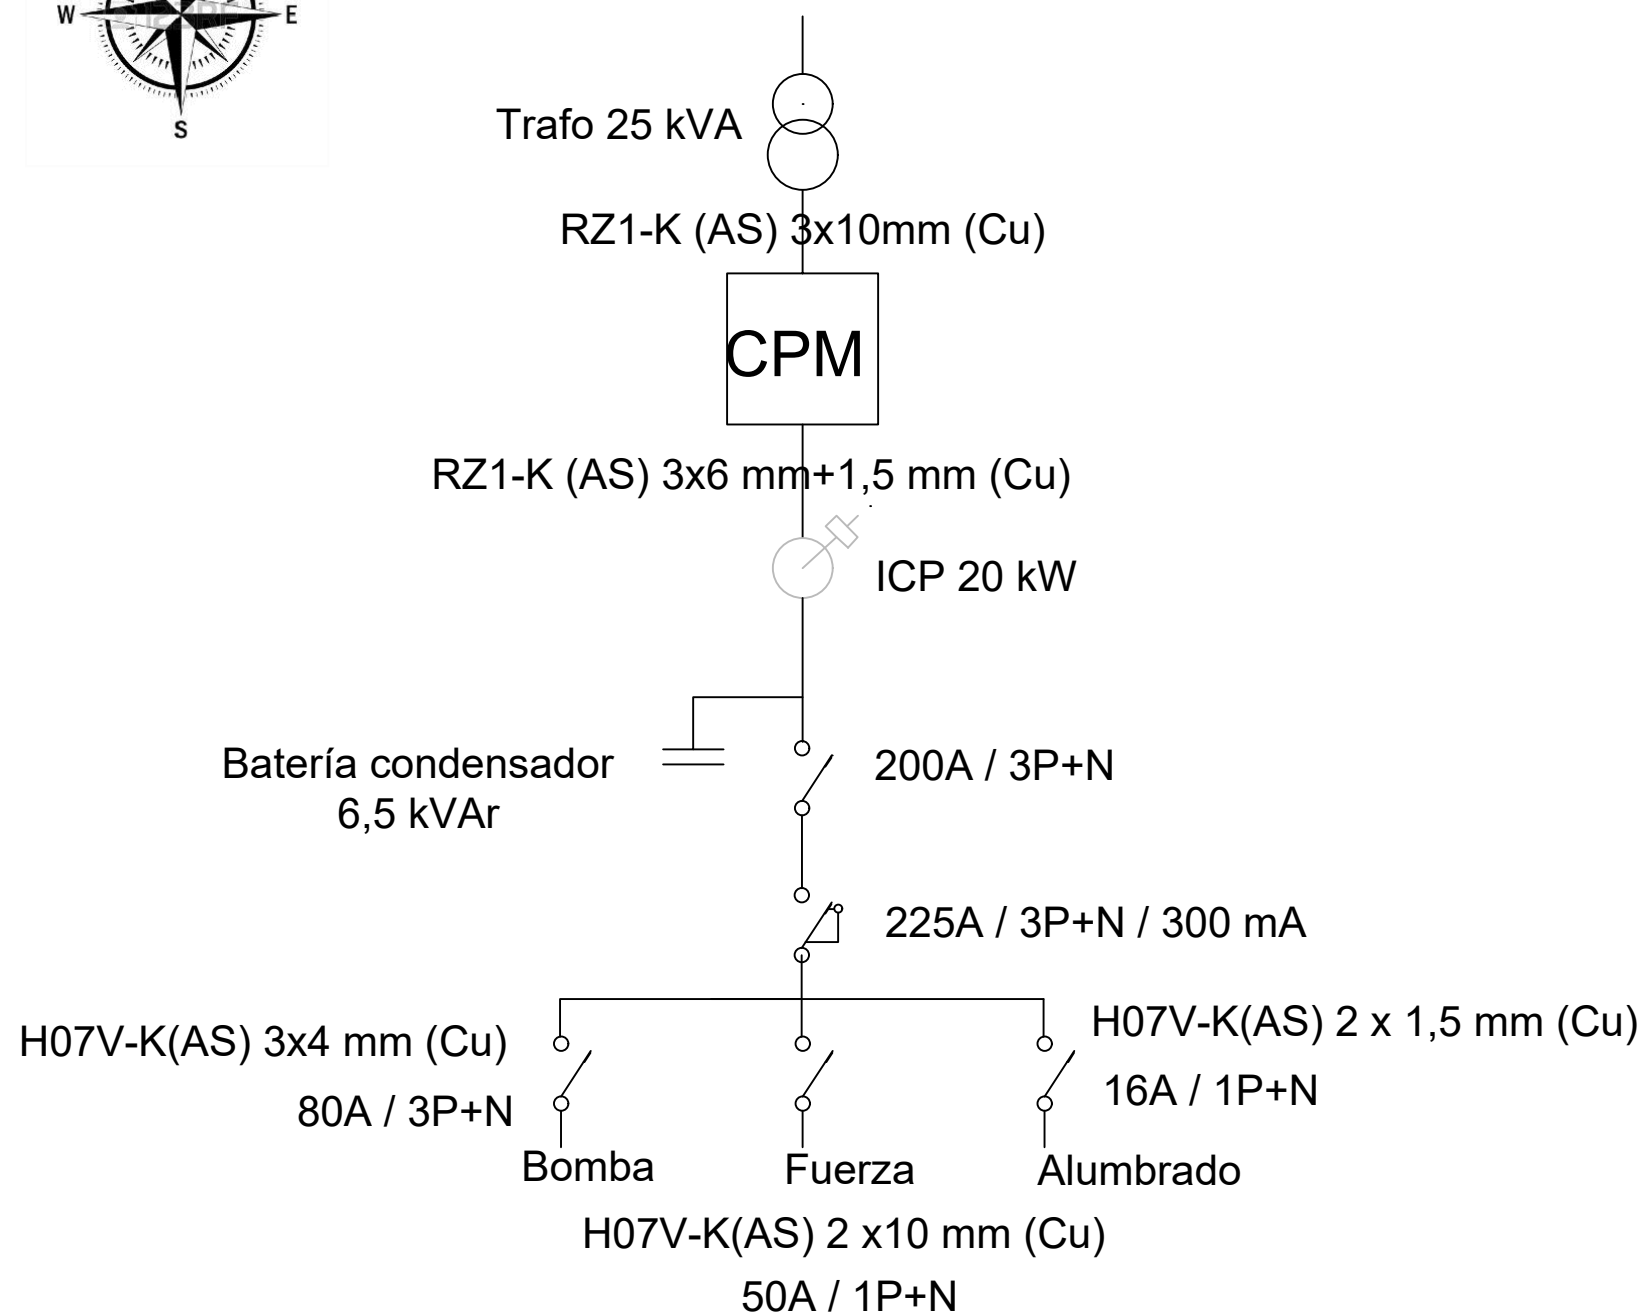 W
E
S
Trafo 25 kVA
RZ1-K (AS) 3x10mm (Cu)
CPM
RZ1-K (AS) 3x6 mm+1,5 mm (Cu)
ICP 20 kW
Batería condensador
6,5 kVAr
200A / 3P+N
225A / 3P+N / 300 mA
H07V-K(AS) 3x4 mm (Cu)
80A / 3P+N
H07V-K(AS) 2 x 1,5 mm (Cu)
16A / 1P+N
Bomba
Fuerza
Alumbrado
H07V-K(AS) 2 x10 mm (Cu)
50A / 1P+N